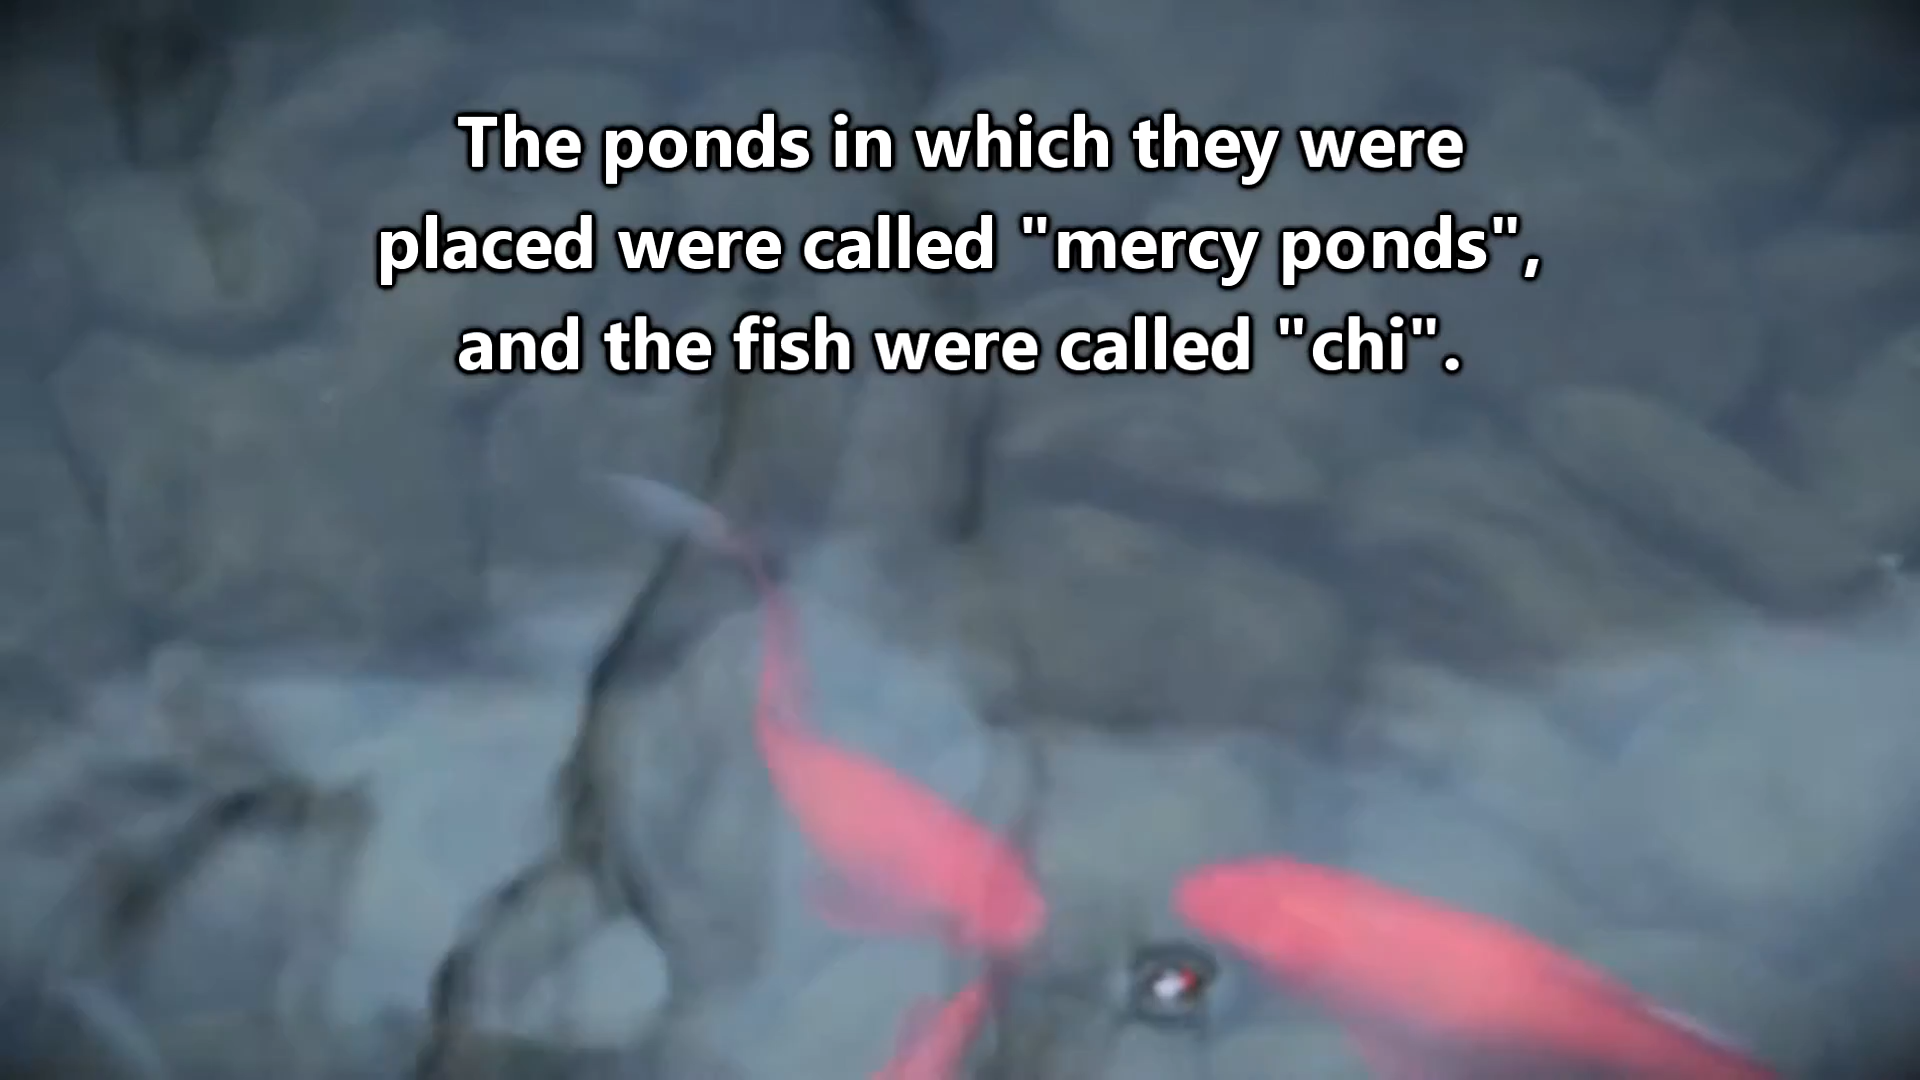 The ponds in which they were
placed were called "mercy ponds",
and the fish were called "chi".